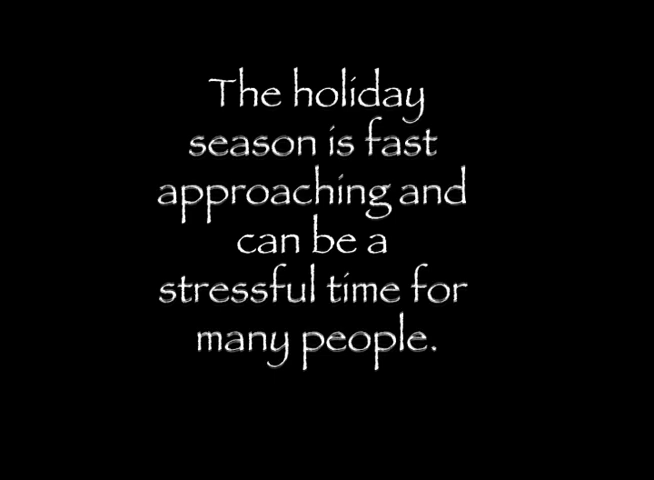 The holiday
season is fast
approaching and
can be a
stressful time for
many people.